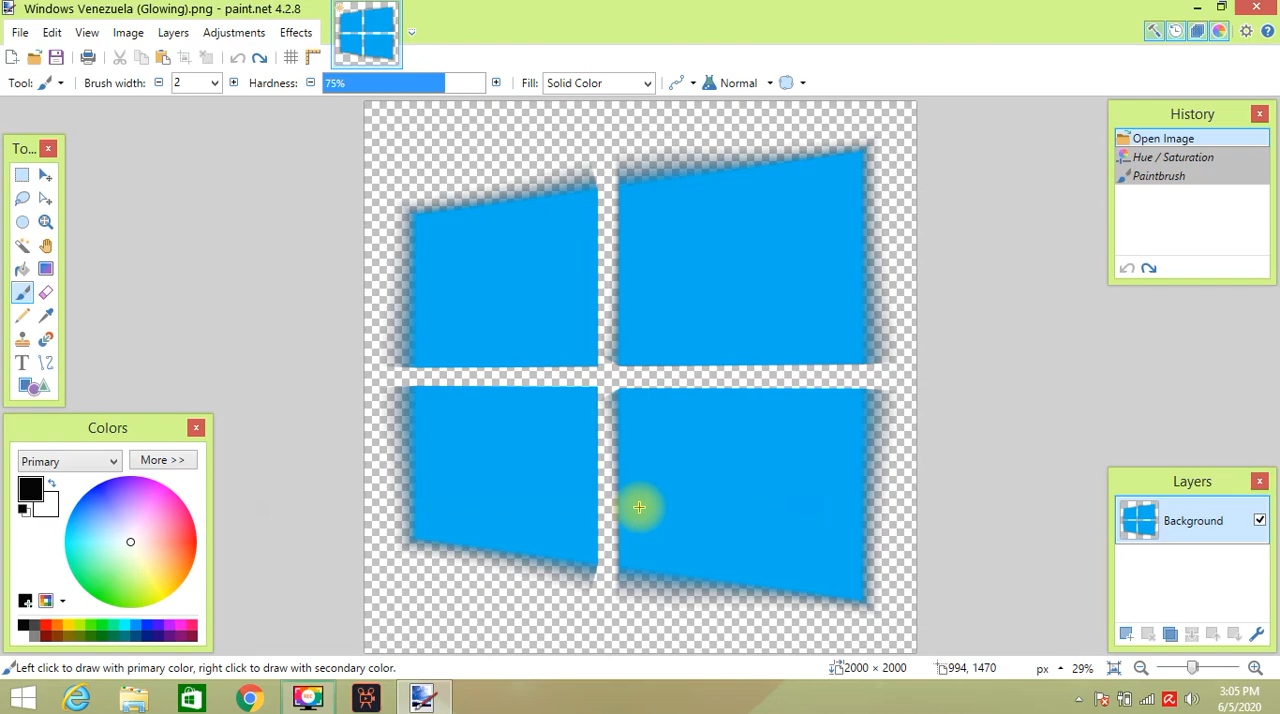 Windows Venezuela (Glowing).png - paint.net 4.2.8
File Edit View Image Layers Adjustments Effects
Tool: Brush width: 2 Hardness: 75% Fill: Solid Color Normal
To...
History
Open Image
Hue / Saturation
Paintbrush
Colors
Primary More >>
Layers
Background
Left click to draw with primary color, right click to draw with secondary color. 2000 × 2000 994, 1470 px 29%
REC
3:05 PM
6/5/2020